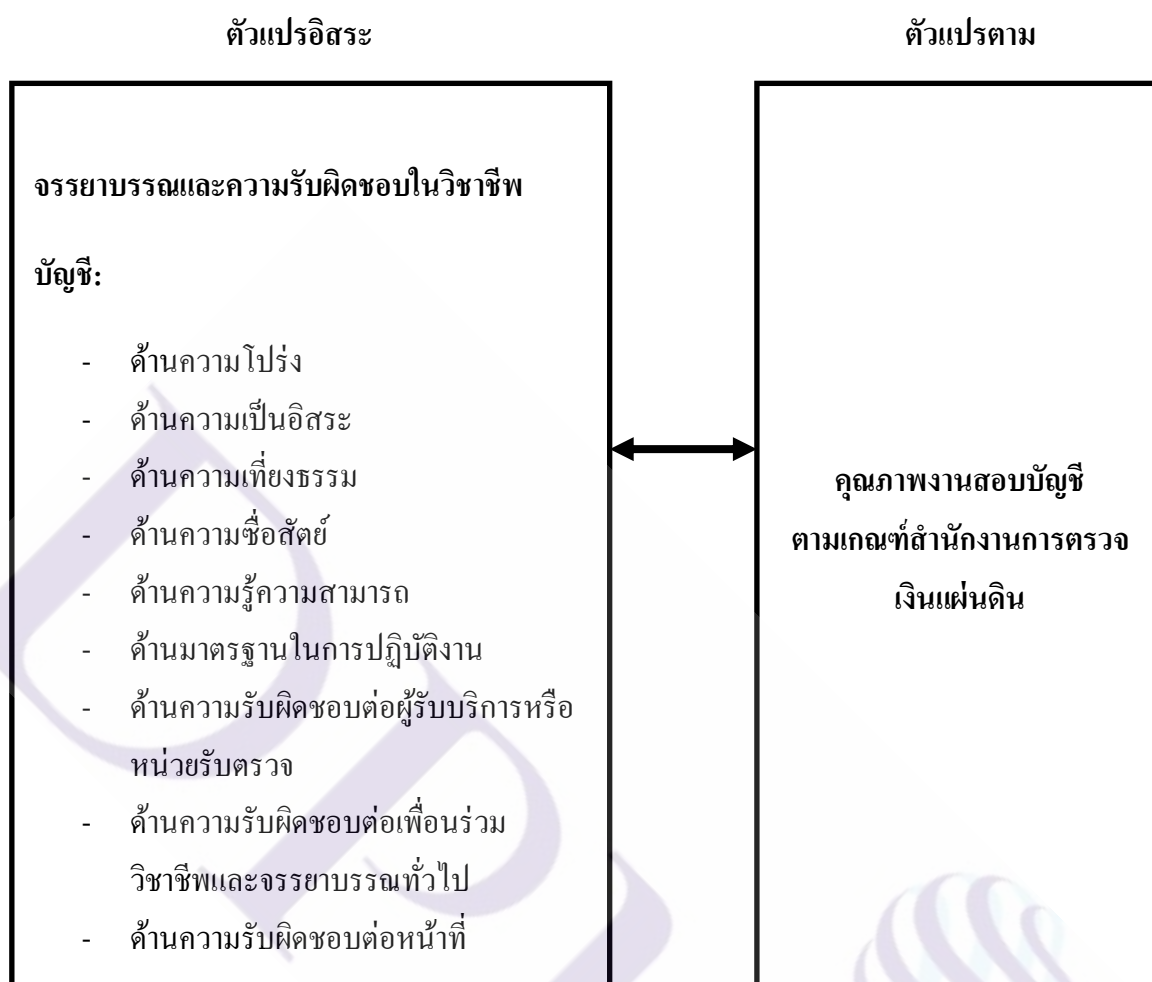 ตัวแปรอิสระ
ตัวแปรตาม
จรรยาบรรณและความรับผิดชอบในวิชาชีพ
บัญชี:
- ด้านความโปร่ง
- ด้านความเป็นอิสระ
- ด้านความเที่ยงธรรม
- ด้านความซื่อสัตย์
- ด้านความรู้ความสามารถ
- ด้านมาตรฐานในการปฏิบัติงาน
- ด้านความรับผิดชอบต่อผู้รับบริการหรือ
หน่วยรับตรวจ
- ด้านความรับผิดชอบต่อเพื่อนร่วม
วิชาชีพและจรรยาบรรณทั่วไป
- ด้านความรับผิดชอบต่อหน้าที่
คุณภาพงานสอบบัญชี
ตามเกณฑ์สำนักงานการตรวจ
เงินแผ่นดิน
DP